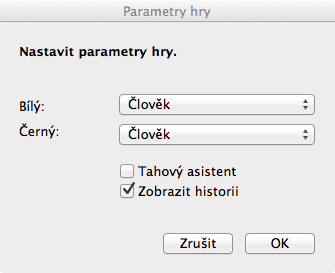 Parametry hry
Nastavit parametry hry.
Bílý: Člověk
Černý: Člověk
Tahový asistent
Zobrazit historii
Zrušit OK